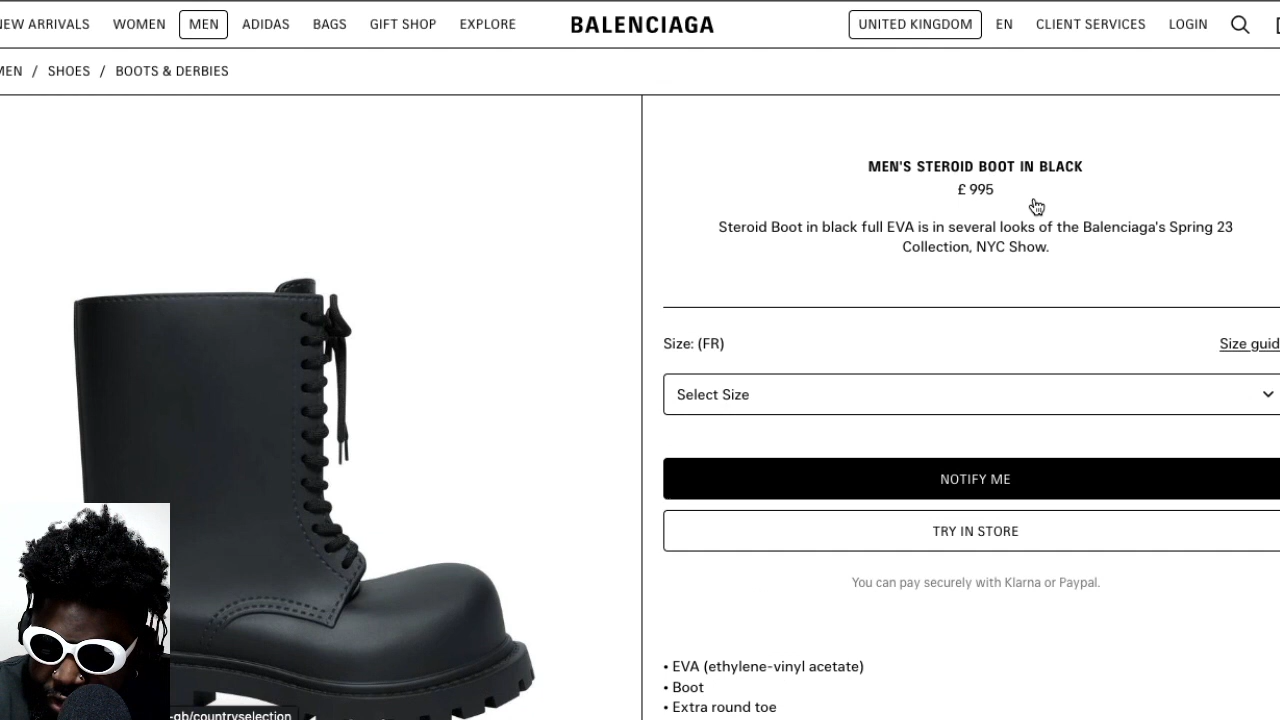 NEW ARRIVALS WOMEN MEN ADIDAS BAGS GIFT SHOP EXPLORE BALENCIAGA UNITED KINGDOM EN CLIENT SERVICES LOGIN
MEN / SHOES / BOOTS & DERBIES
MEN'S STEROID BOOT IN BLACK
£ 995
Steroid Boot in black full EVA is in several looks of the Balenciaga's Spring 23
Collection, NYC Show.
Size: (FR) Size guid
Select Size
NOTIFY ME
TRY IN STORE
You can pay securely with Klarna or Paypal.
• EVA (ethylene-vinyl acetate)
• Boot
• Extra round toe
-gb/countryselection